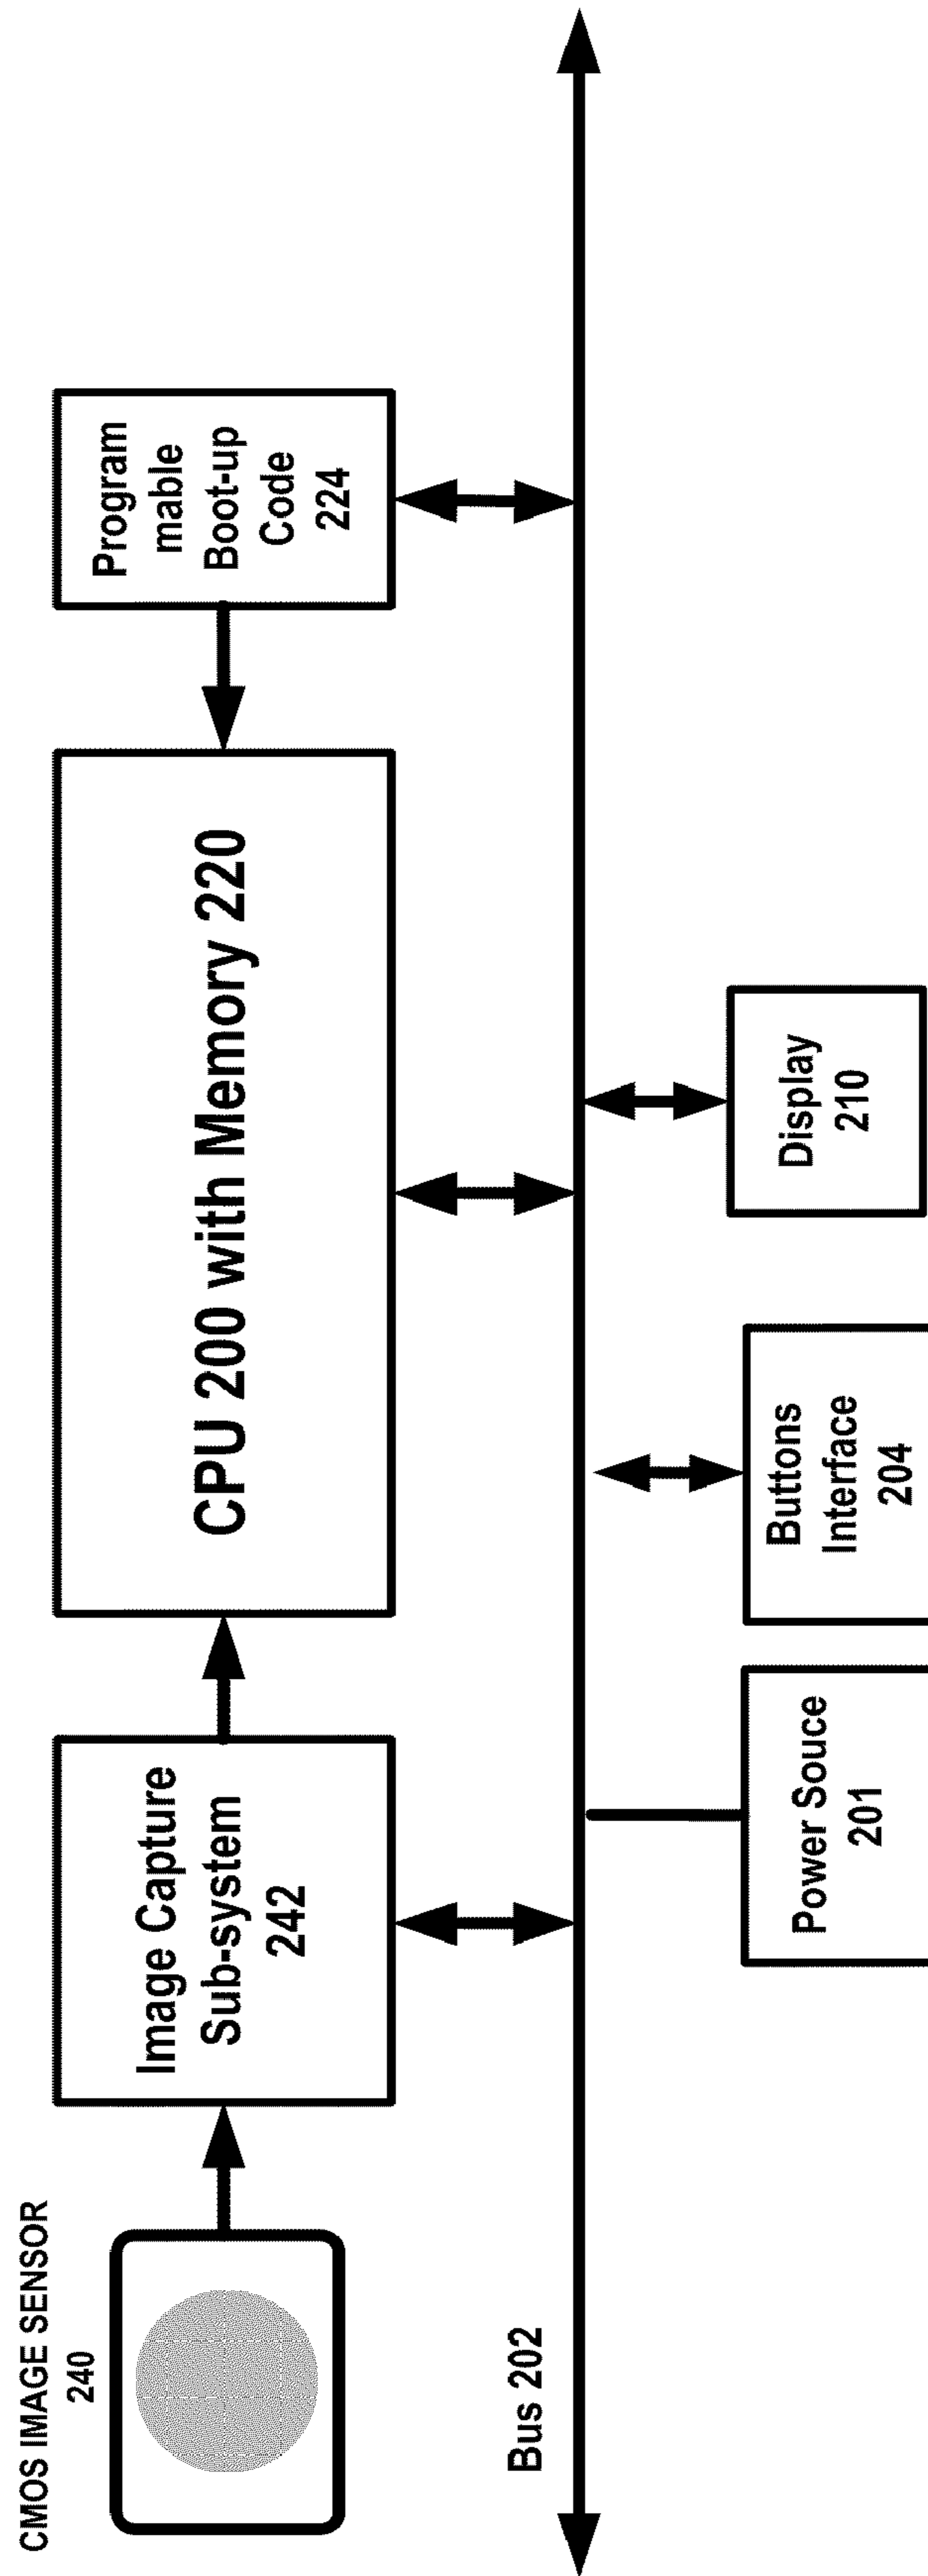 CMOS IMAGE SENSOR
240
Image Capture
Sub-system
242
CPU 200 with Memory 220
Program
mable
Boot-up
Code
224
Bus 202
Power Souce
201
Buttons
Interface
204
Display
210